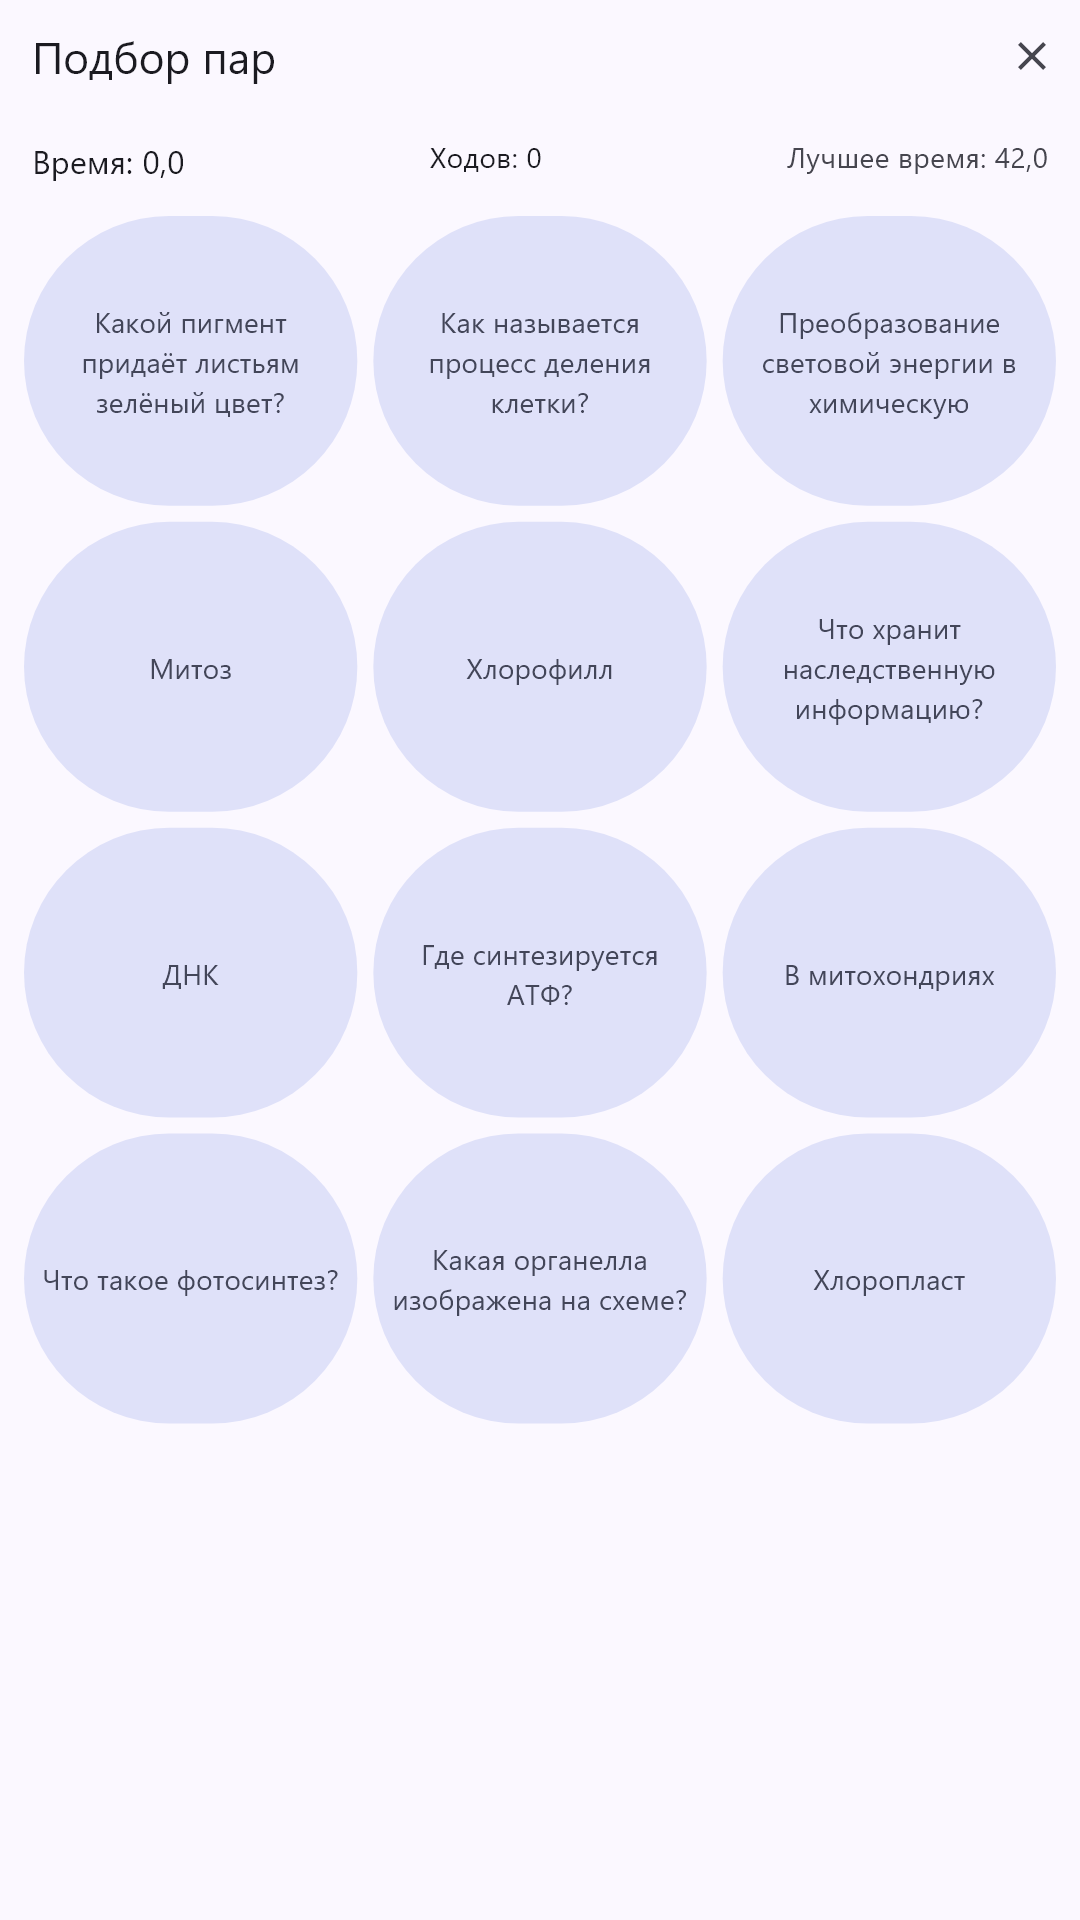 Подбор пар
Время: 0,0
Ходов: 0
Лучшее время: 42,0
Какой пигмент
придаёт листьям
зелёный цвет?
Как называется
процесс деления
клетки?
Преобразование
световой энергии в
химическую
Митоз
Хлорофилл
Что хранит
наследственную
информацию?
ДНК
Где синтезируется
АТФ?
В митохондриях
Что такое фотосинтез?
Какая органелла
изображена на схеме?
Хлоропласт